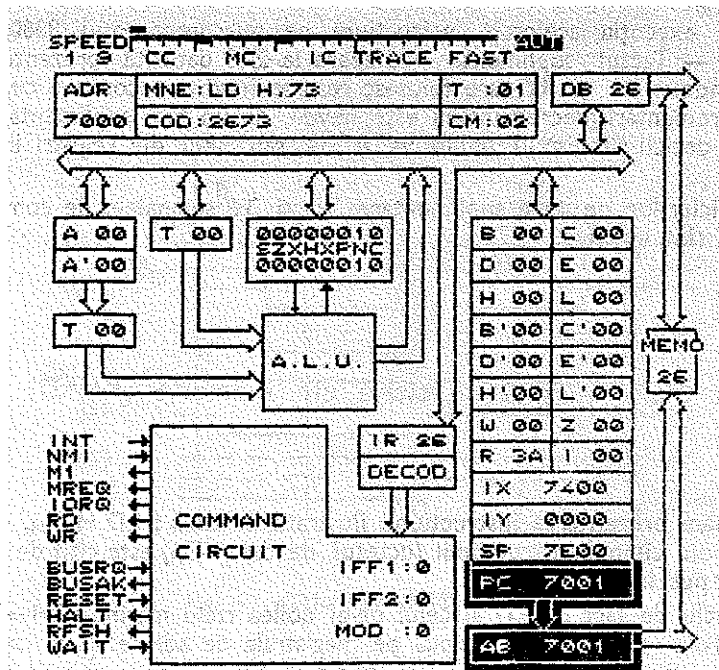 SPEED AUT
1 9 CC MC IC TRACE FAST
ADR MNE:LD H,73 T :01 DB 26
7000 COD:2673 CM:02
A 00
A'00
T 00
T 00
00000010
SZXHXPNC
00000010
A.L.U.
B 00 C 00
D 00 E 00
H 00 L 00
B'00 C'00
D'00 E'00
H'00 L'00
W 00 Z 00
R 3A I 00
IX 7400
IY 0000
SP 7E00
PC 7001
AB 7001
MEMO
26
IR 26
DECOD
INT
NMI
M1
MREQ
IORQ
RD
WR
BUSRQ
BUSAK
RESET
HALT
RFSH
WAIT
COMMAND
CIRCUIT
IFF1:0
IFF2:0
MOD :0